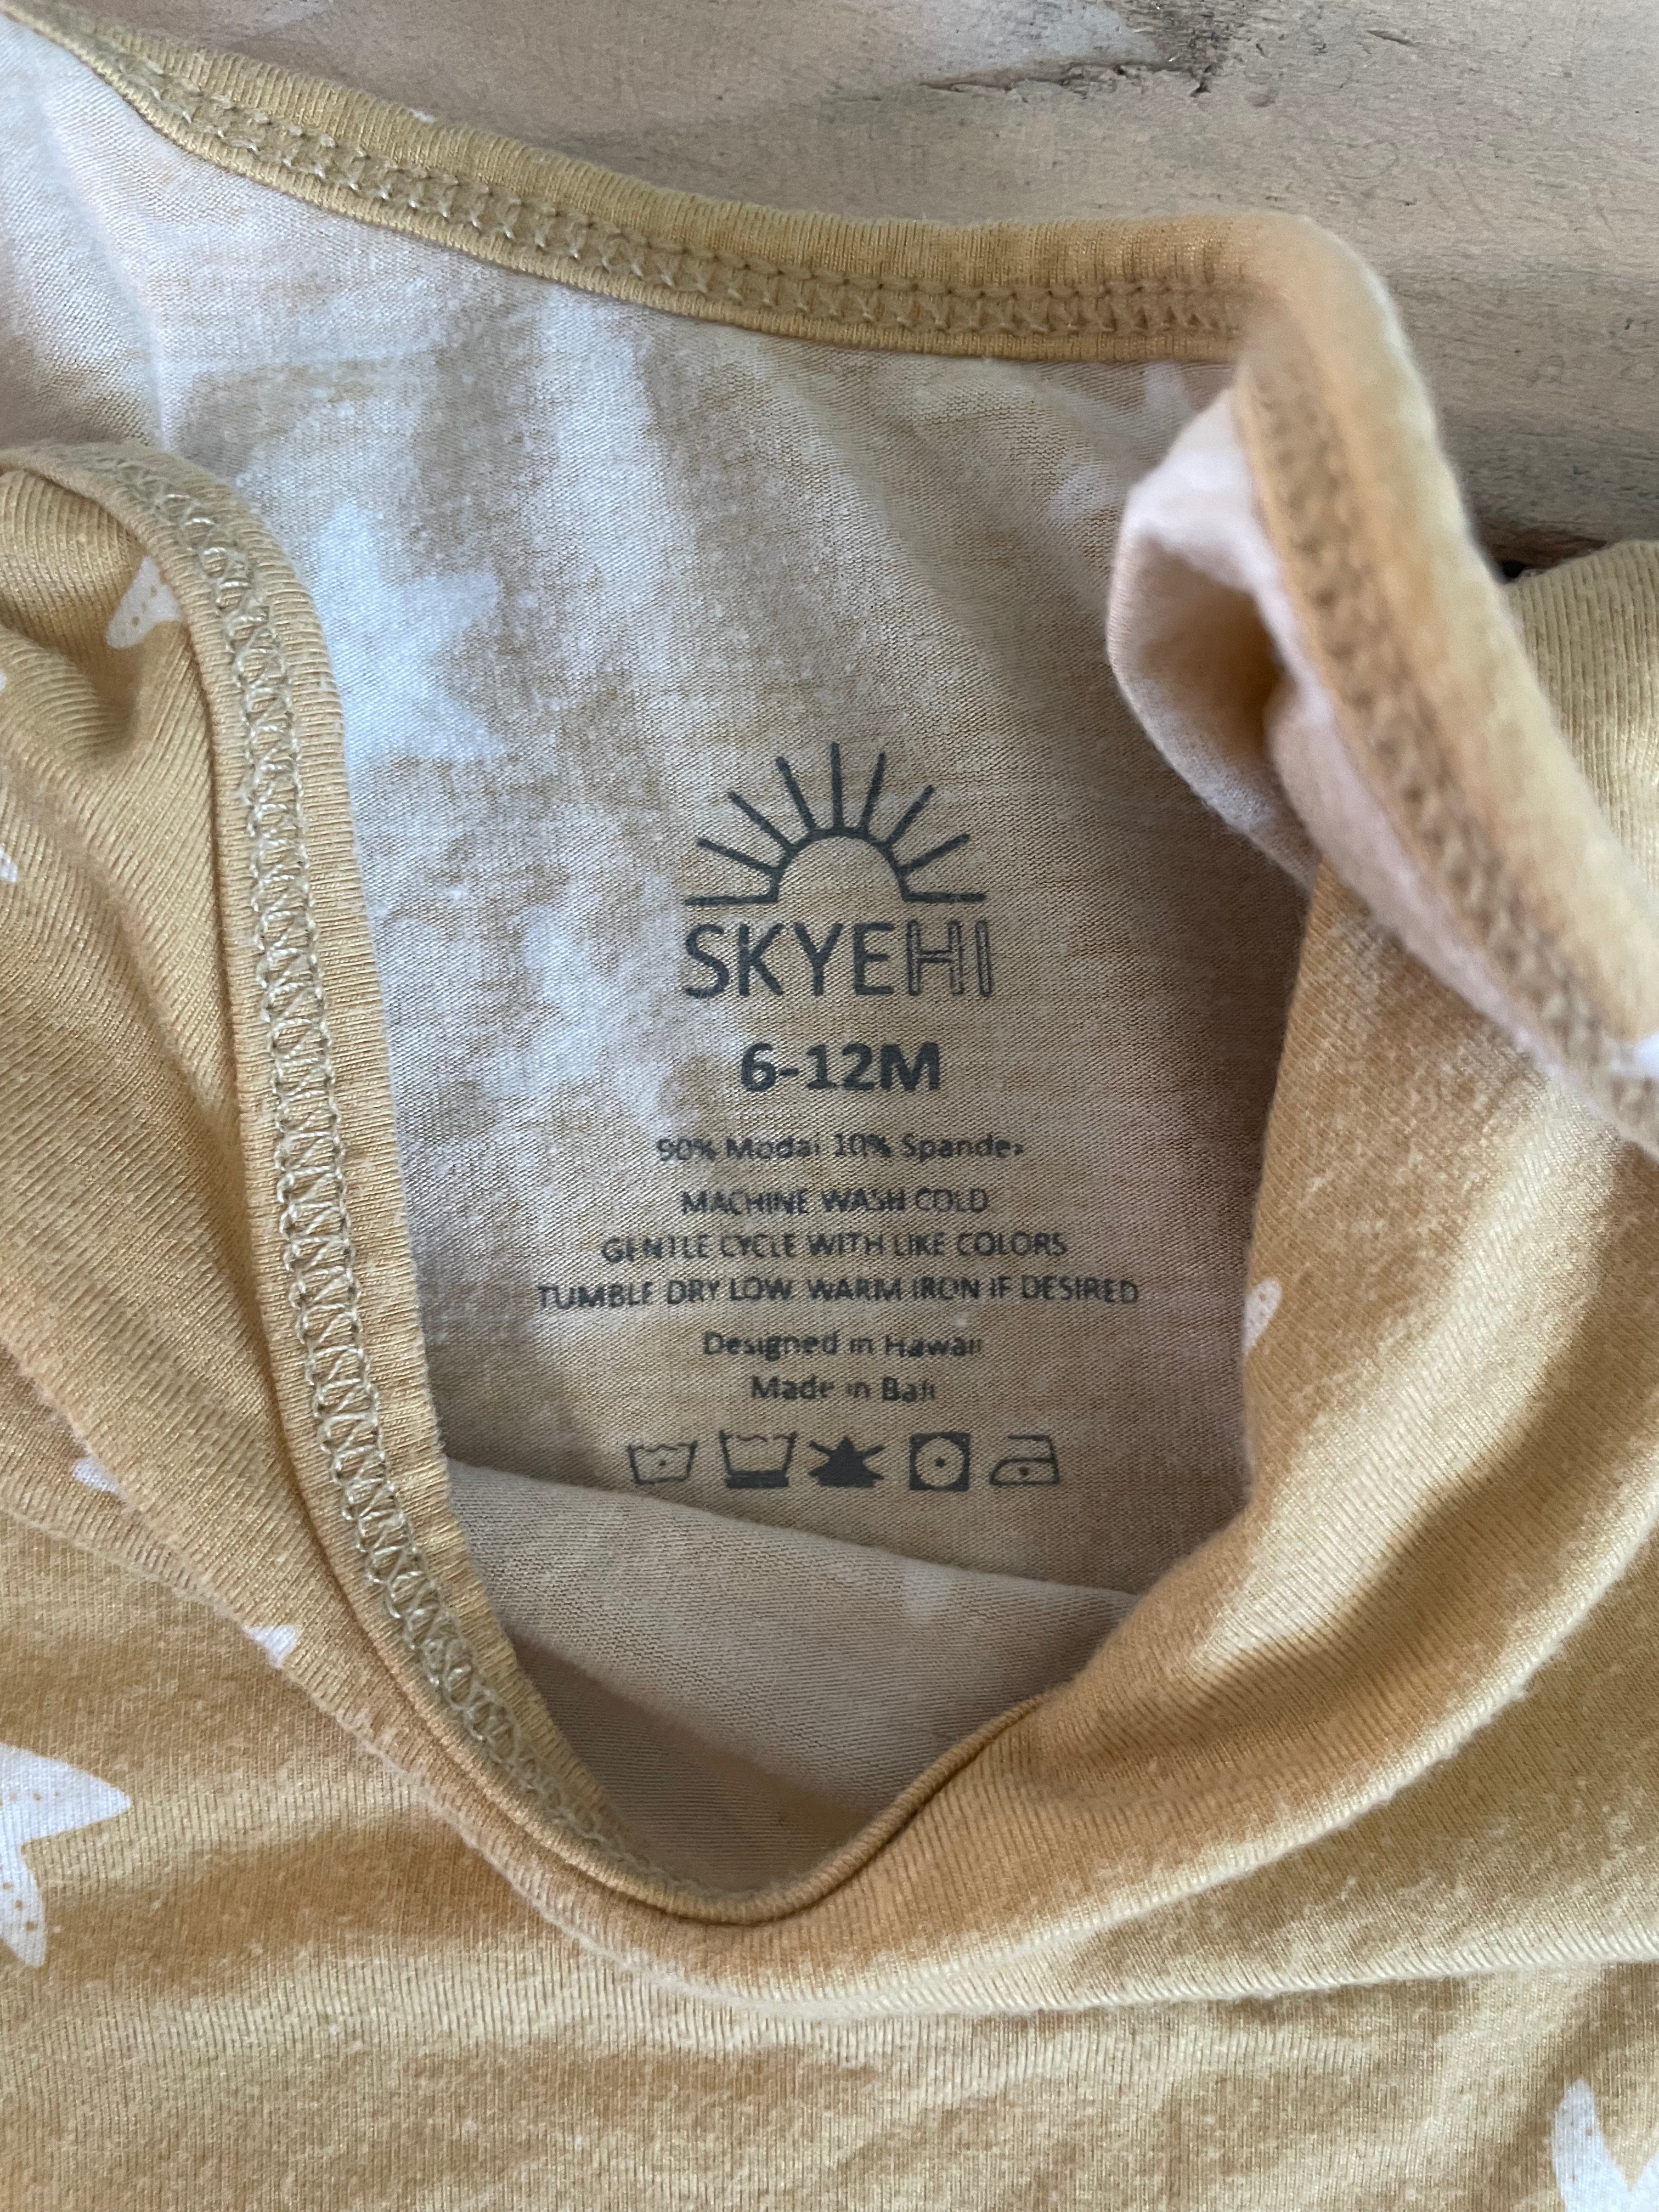 SKYEHI
6-12M
90% Modal 10% Spandex
MACHINE WASH COLD
GENTLE CYCLE WITH LIKE COLORS
TUMBLE DRY LOW. WARM IRON IF DESIRED
Designed in Hawaii
Made in Bali